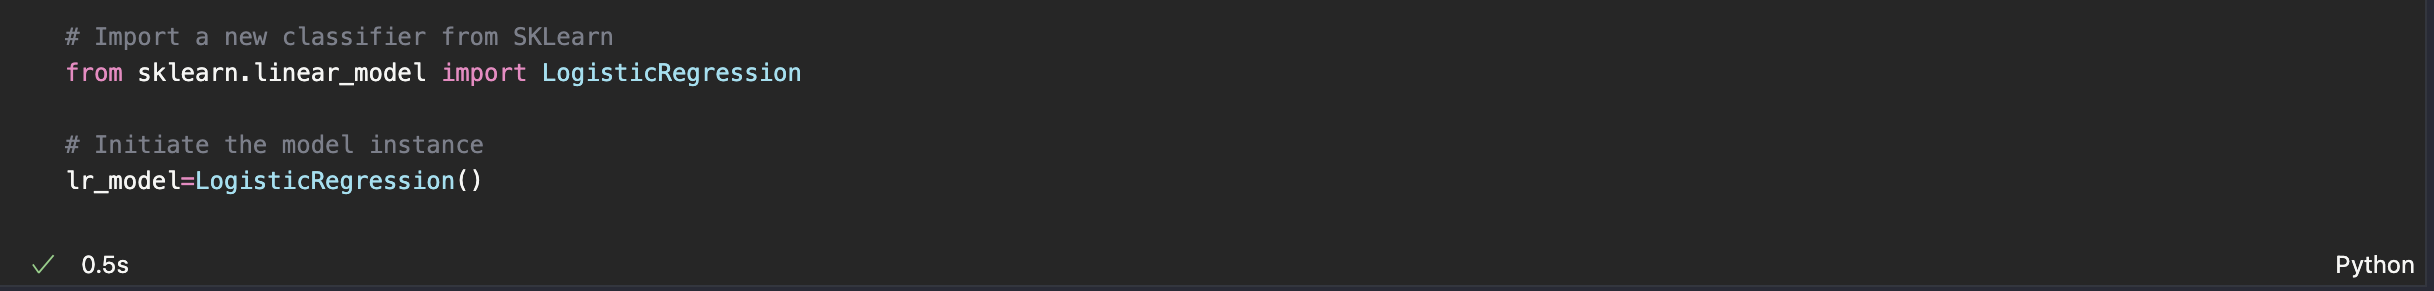 # Import a new classifier from SKLearn
from sklearn.linear_model import LogisticRegression
# Initiate the model instance
lr_model=LogisticRegression()
0.5s
Python